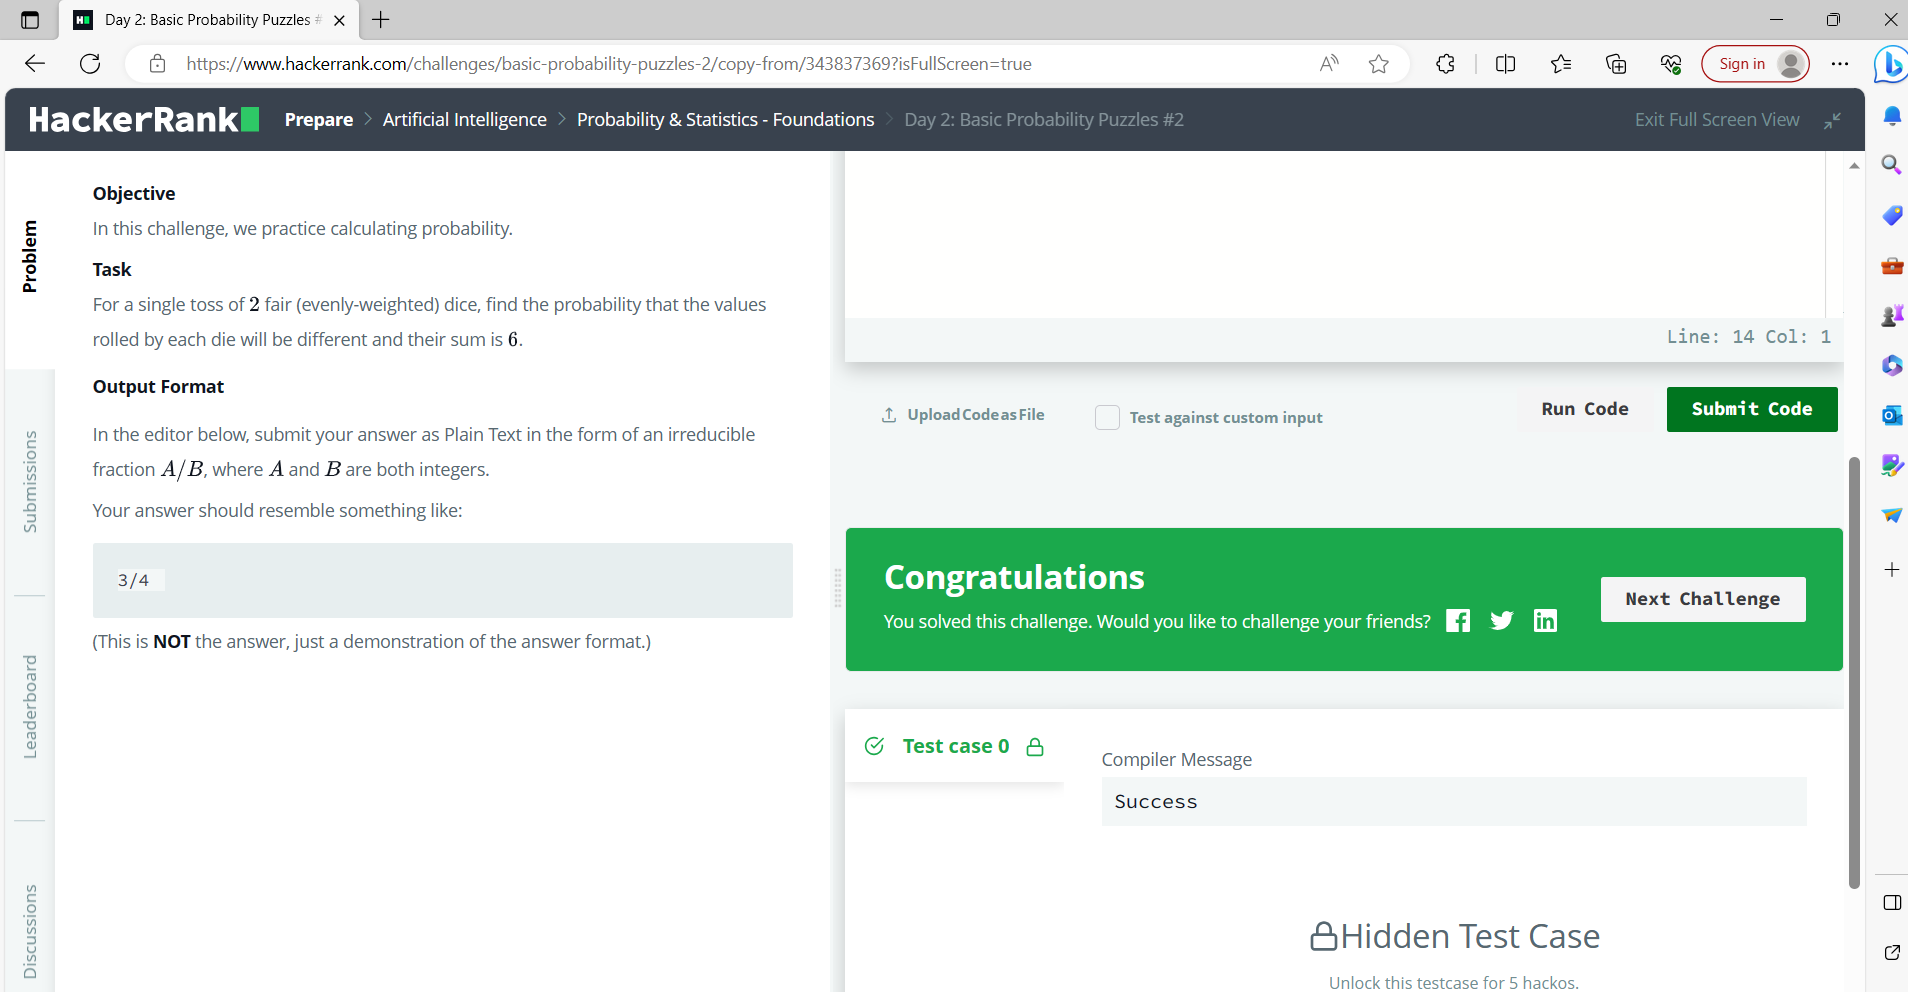 Day 2: Basic Probability Puzzles #
https://www.hackerrank.com/challenges/basic-probability-puzzles-2/copy-from/343837369?isFullScreen=true
Sign in
HackerRank
Prepare > Artificial Intelligence > Probability & Statistics - Foundations > Day 2: Basic Probability Puzzles #2
Exit Full Screen View
Problem
Submissions
Leaderboard
Discussions
Objective
In this challenge, we practice calculating probability.
Task
For a single toss of 2 fair (evenly-weighted) dice, find the probability that the values
rolled by each die will be different and their sum is 6.
Output Format
In the editor below, submit your answer as Plain Text in the form of an irreducible
fraction A/B, where A and B are both integers.
Your answer should resemble something like:
3/4
(This is NOT the answer, just a demonstration of the answer format.)
Line: 14 Col: 1
Upload Code as File
Test against custom input
Run Code
Submit Code
Congratulations
You solved this challenge. Would you like to challenge your friends?
Next Challenge
Test case 0
Compiler Message
Success
Hidden Test Case
Unlock this testcase for 5 hackos.